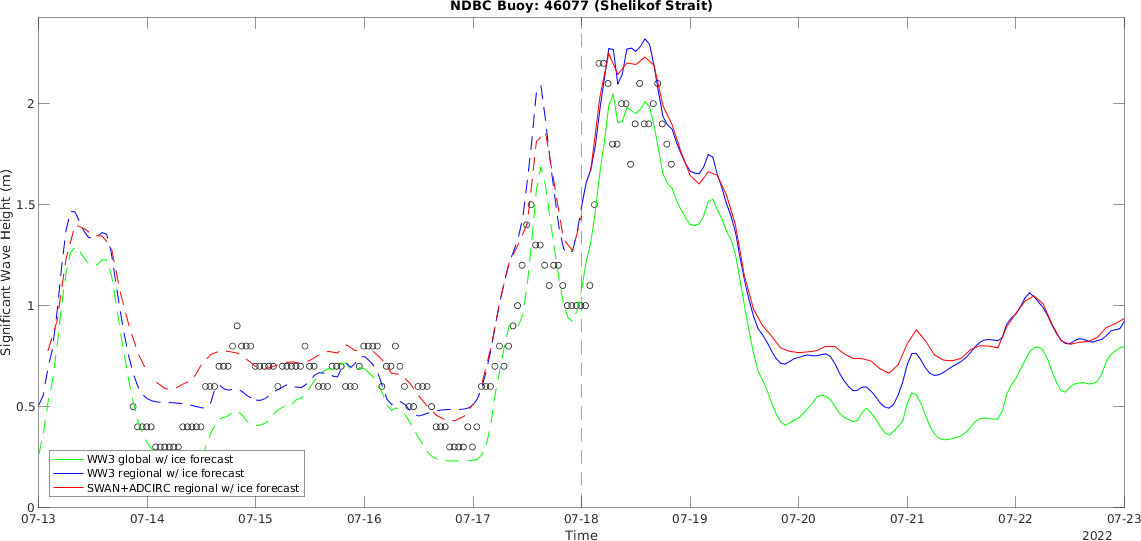 NDBC Buoy: 46077 (Shelikof Strait)
Significant Wave Height (m)
2
1.5
1
0.5
0
WW3 global w/ ice forecast
WW3 regional w/ ice forecast
SWAN+ADCIRC regional w/ ice forecast
07-13 07-14 07-15 07-16 07-17 07-18 07-19 07-20 07-21 07-22 07-23
Time
2022